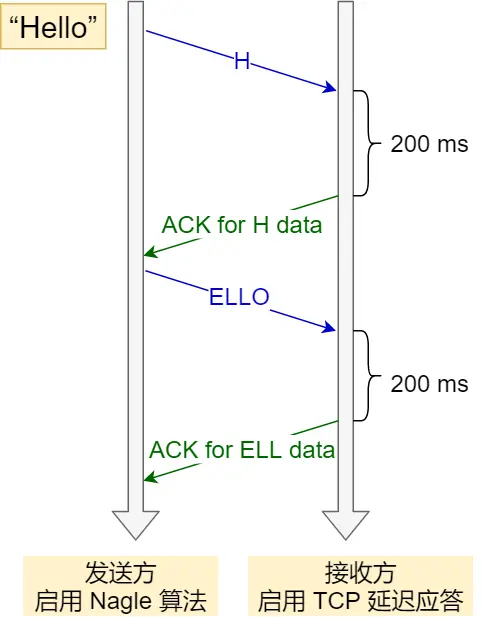 “Hello”
H
200 ms
ACK for H data
ELLO
200 ms
ACK for ELL data
发送方
启用 Nagle 算法
接收方
启用 TCP 延迟应答